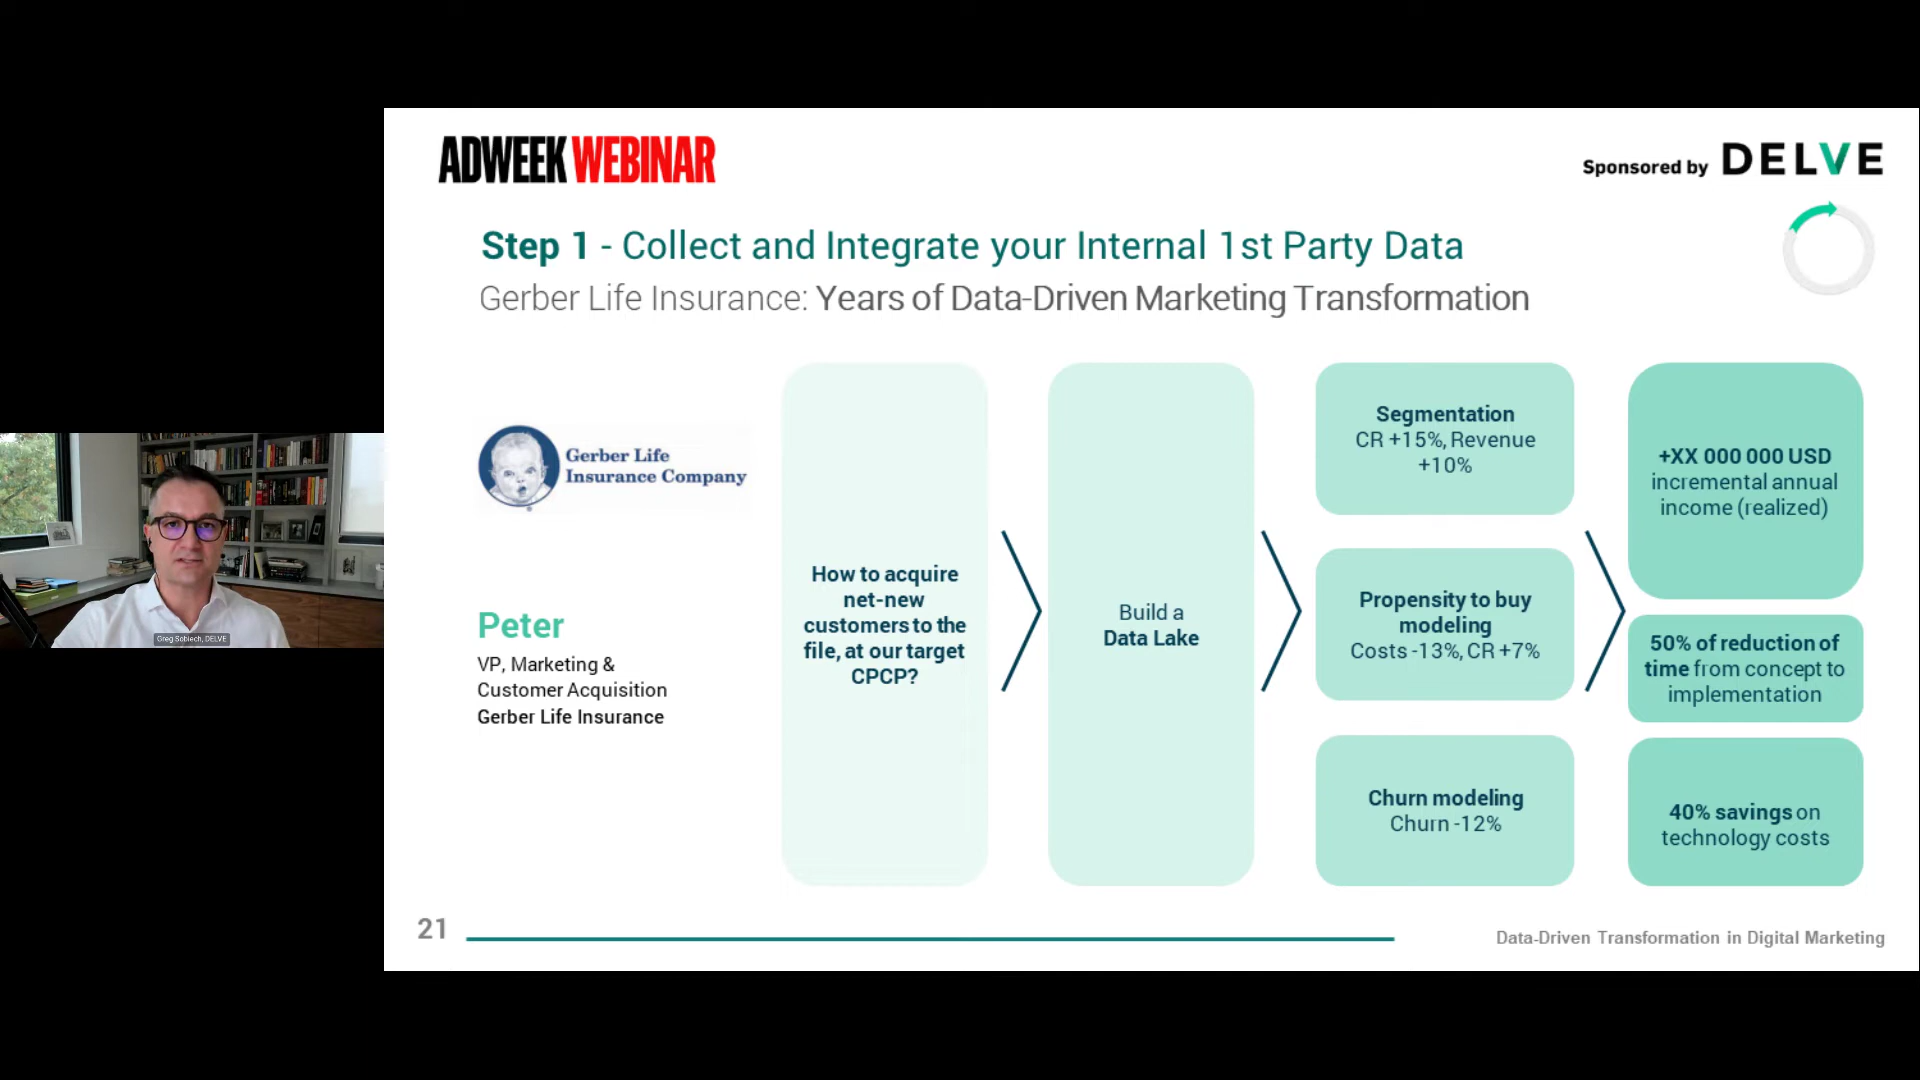 ADWEEK WEBINAR
Sponsored by DELVE
Step 1 - Collect and Integrate your Internal 1st Party Data
Gerber Life Insurance: Years of Data-Driven Marketing Transformation
Gerber Life
Insurance Company
Peter
VP, Marketing &
Customer Acquisition
Gerber Life Insurance
How to acquire
net-new
customers to the
file, at our target
CPCP?
Build a
Data Lake
Segmentation
CR +15%, Revenue
+10%
Propensity to buy
modeling
Costs -13%, CR +7%
Churn modeling
Churn -12%
+XX 000 000 USD
incremental annual
income (realized)
50% of reduction of
time from concept to
implementation
40% savings on
technology costs
Greg Sobiech, DELVE
21
Data-Driven Transformation in Digital Marketing